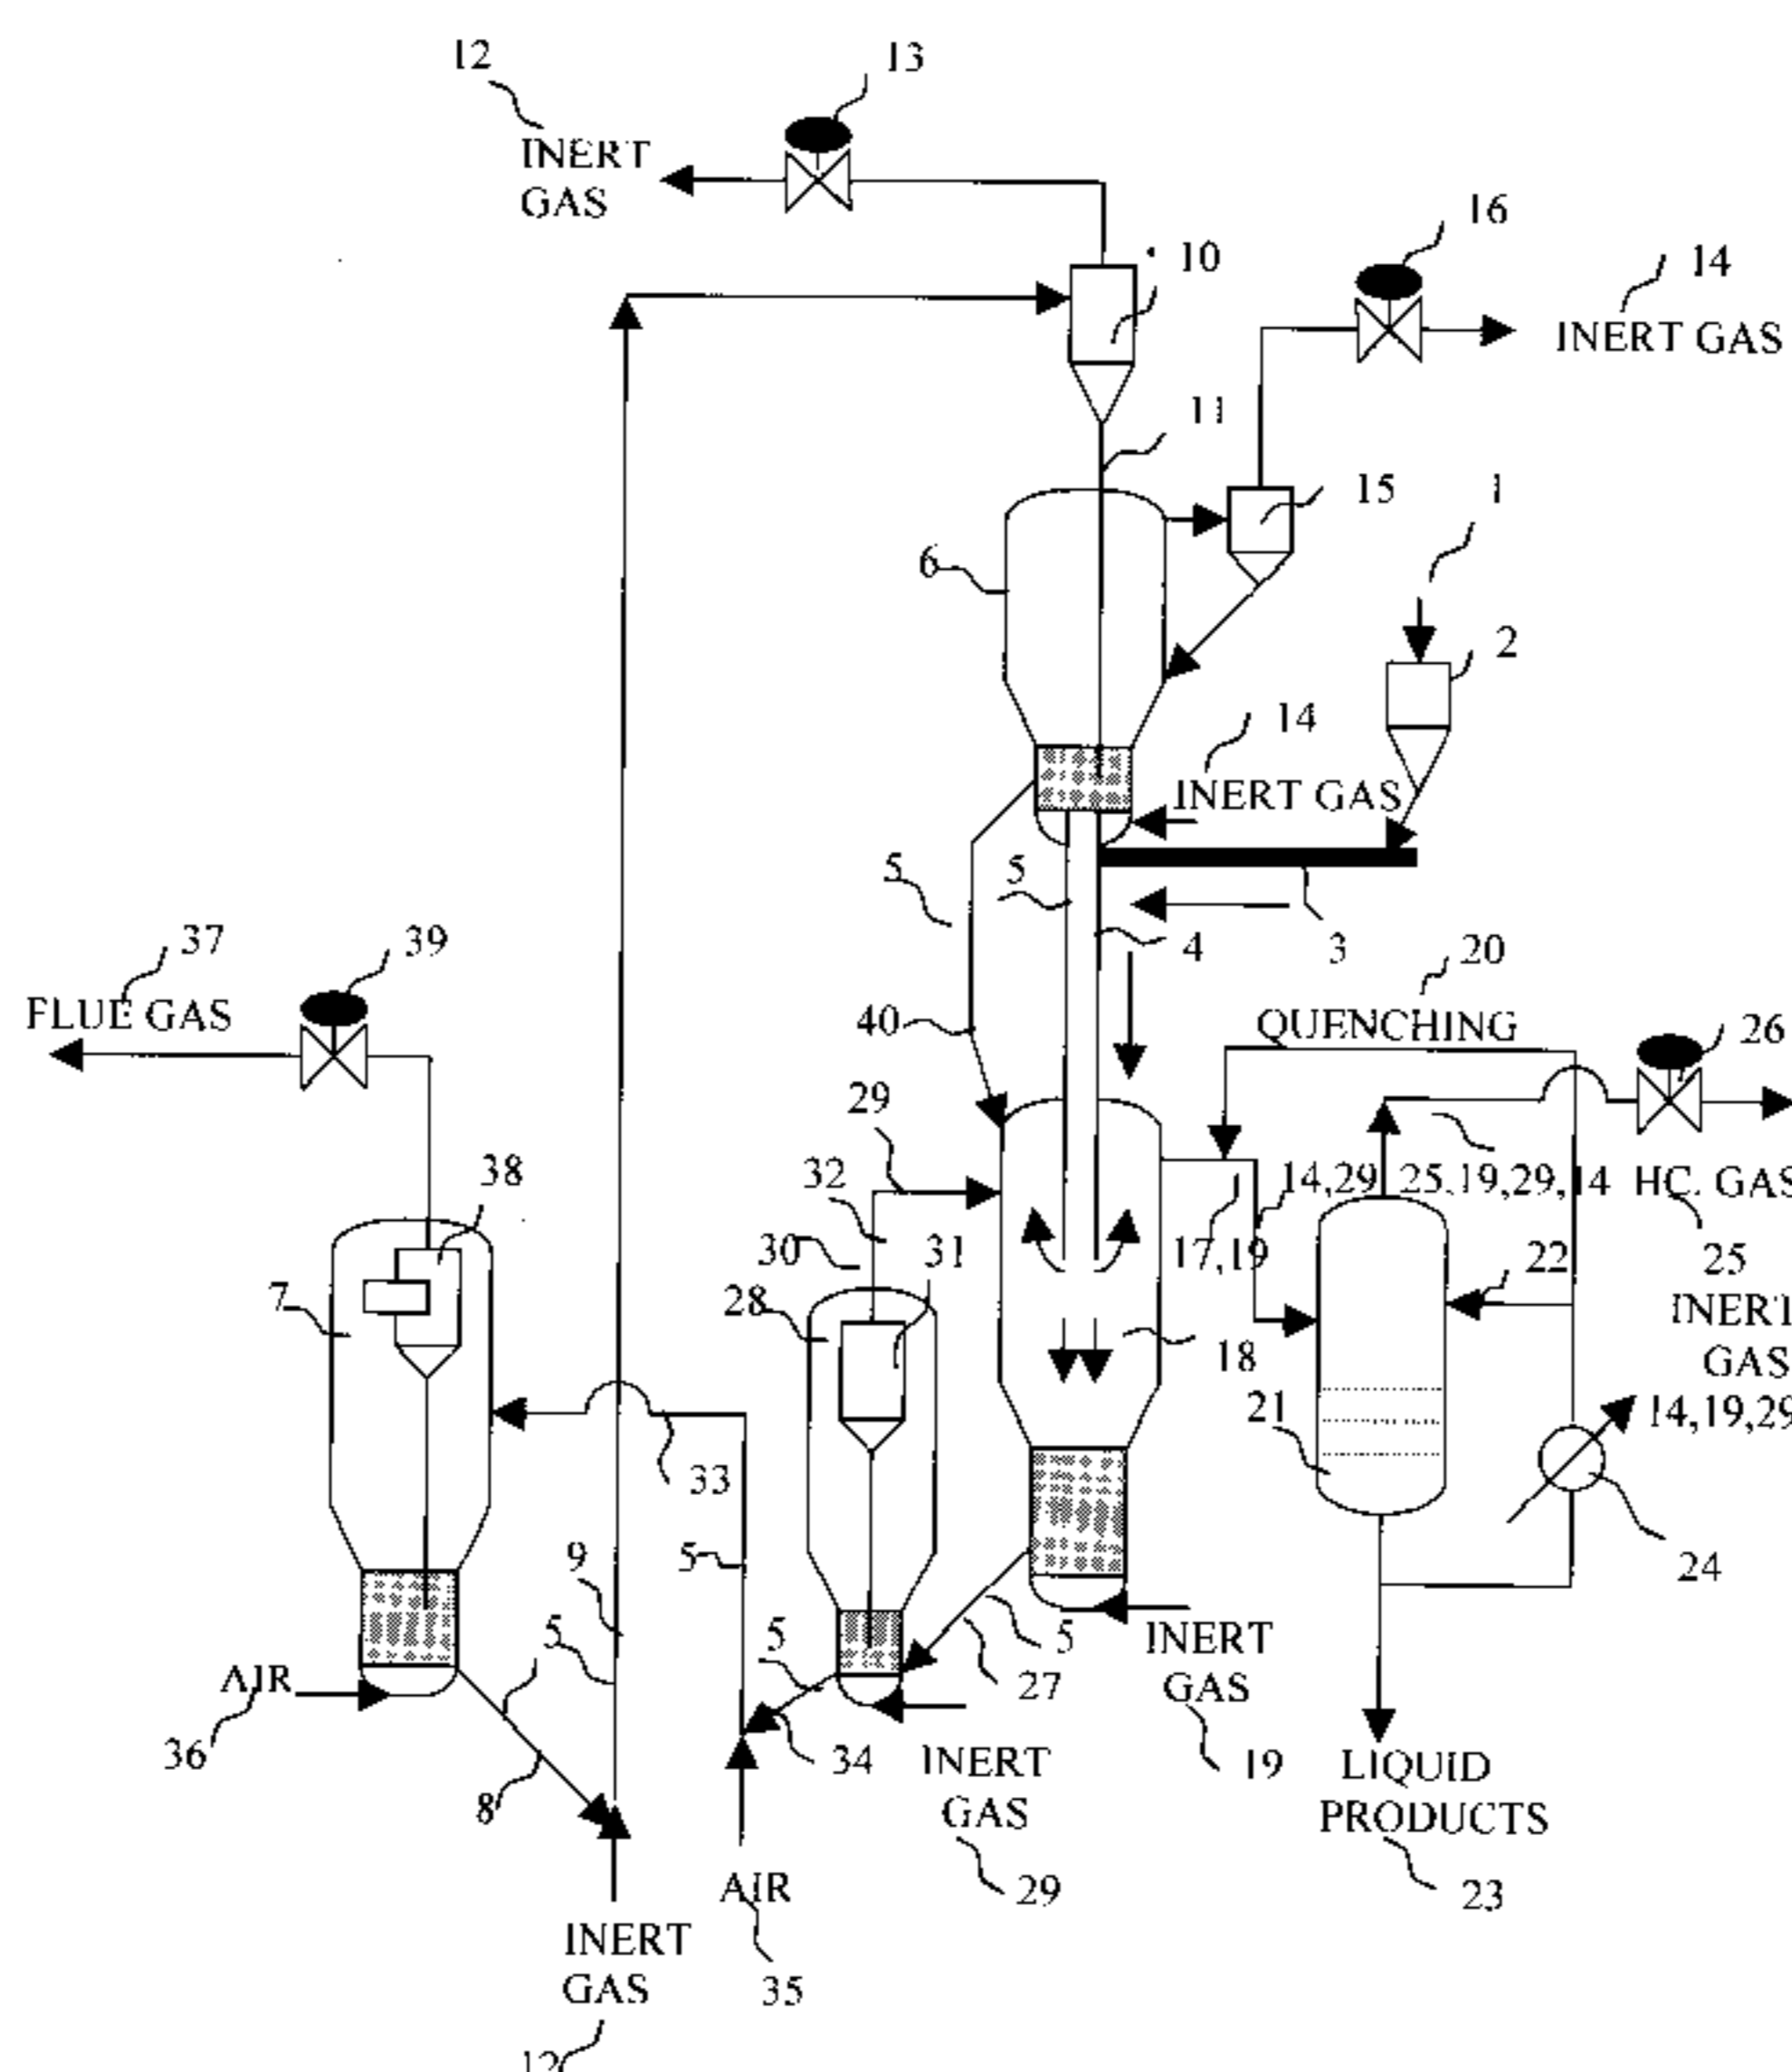 12
13
INERT
GAS
16
10
14
INERT GAS
11
15
1
6
2
14
INERT GAS
5
5
4
3
37
39
20
FLUE GAS
40
QUENCHING
26
29
32
38
14,29
25,19,29,14
HC. GAS
30
31
17,19
22
25
7
28
INERT
GAS
18
21
14,19,29
33
24
9
5
5
5
5
INERT
GAS
27
AIR
36
34
19
LIQUID
PRODUCTS
8
INERT
GAS
AIR
29
23
INERT
GAS
35
12